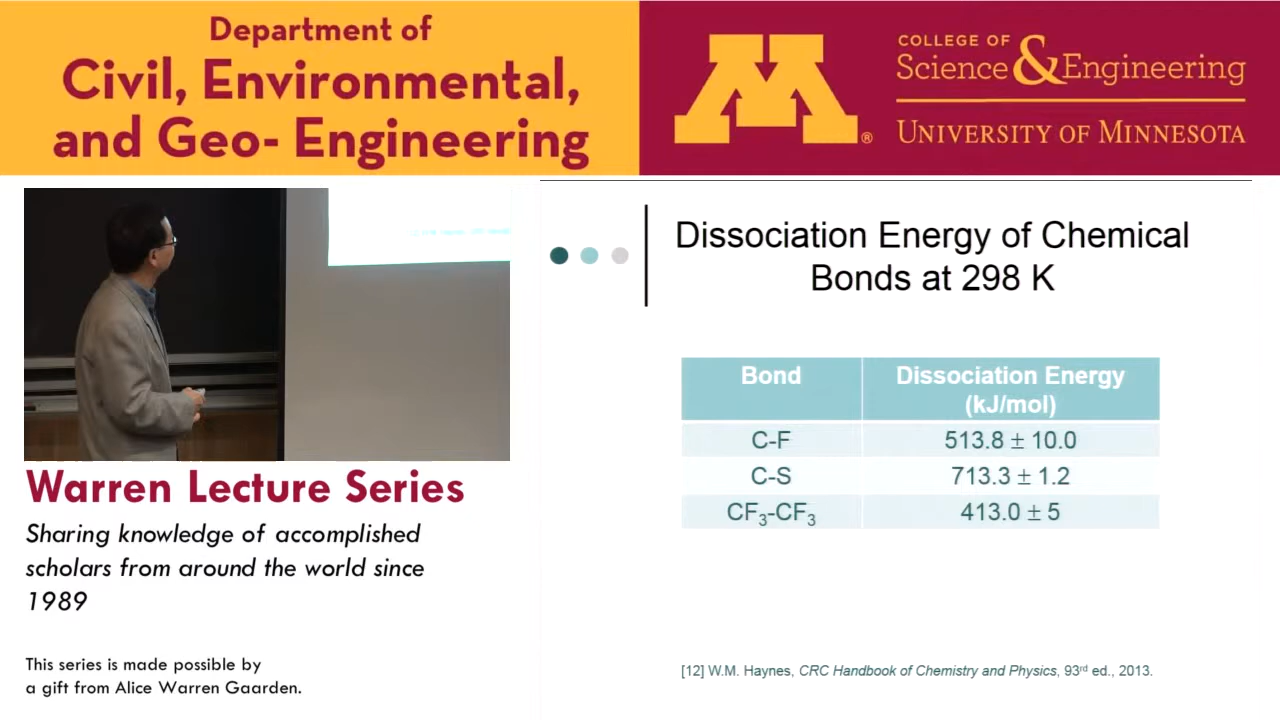 Department of
Civil, Environmental,
and Geo- Engineering
M®
COLLEGE OF
Science & Engineering
UNIVERSITY OF MINNESOTA
Dissociation Energy of Chemical
Bonds at 298 K
Bond Dissociation Energy
(kJ/mol)
C-F 513.8 ± 10.0
C-S 713.3 ± 1.2
CF₃-CF₃ 413.0 ± 5
[12] W.M. Haynes, CRC Handbook of Chemistry and Physics, 93rd ed., 2013.
Warren Lecture Series
Sharing knowledge of accomplished
scholars from around the world since
1989
This series is made possible by
a gift from Alice Warren Gaarden.